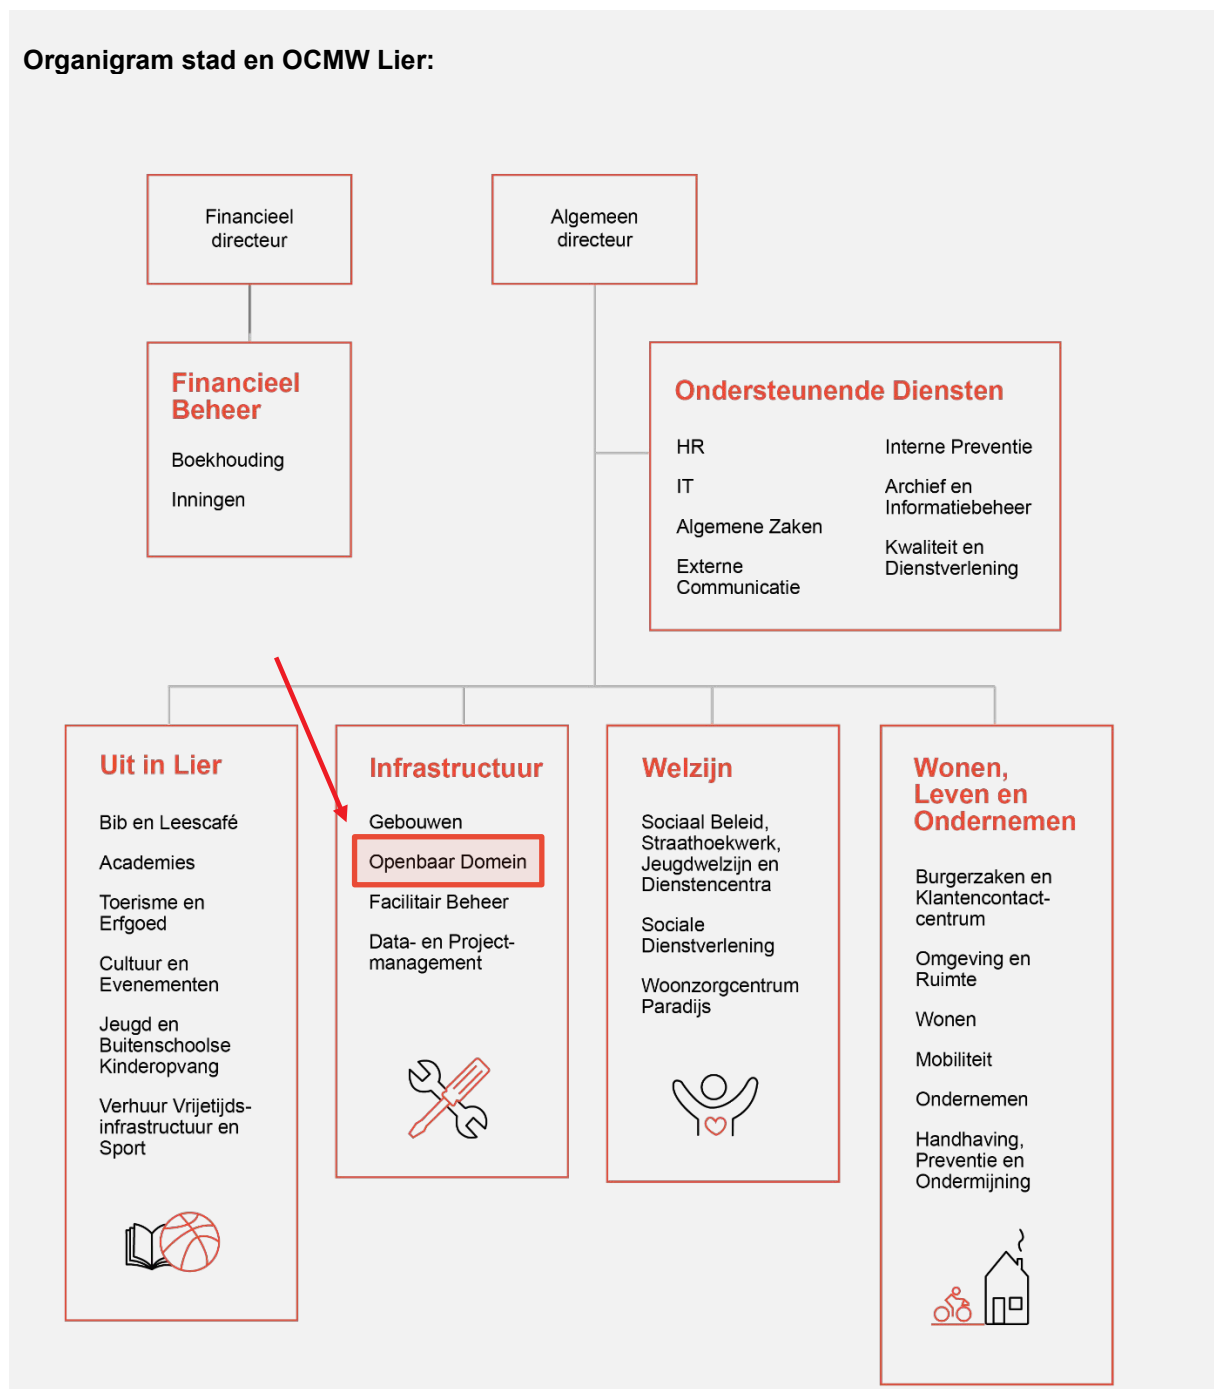 Organigram stad en OCMW Lier:
Financieel
directeur
Algemeen
directeur
Financieel
Beheer
Boekhouding
Inningen
Ondersteunende Diensten
HR
IT
Algemene Zaken
Externe
Communicatie
Interne Preventie
Archief en
Informatiebeheer
Kwaliteit en
Dienstverlening
Uit in Lier
Bib en Leescafé
Academies
Toerisme en
Erfgoed
Cultuur en
Evenementen
Jeugd en
Buitenschoolse
Kinderopvang
Verhuur Vrijetijds-
infrastructuur en
Sport
Infrastructuur
Gebouwen
Openbaar Domein
Facilitair Beheer
Data- en Project-
management
Welzijn
Sociaal Beleid,
Straathoekwerk,
Jeugdwelzijn en
Dienstencentra
Sociale
Dienstverlening
Woonzorgcentrum
Paradijs
Wonen,
Leven en
Ondernemen
Burgerzaken en
Klantencontact-
centrum
Omgeving en
Ruimte
Wonen
Mobiliteit
Ondernemen
Handhaving,
Preventie en
Ondermijning